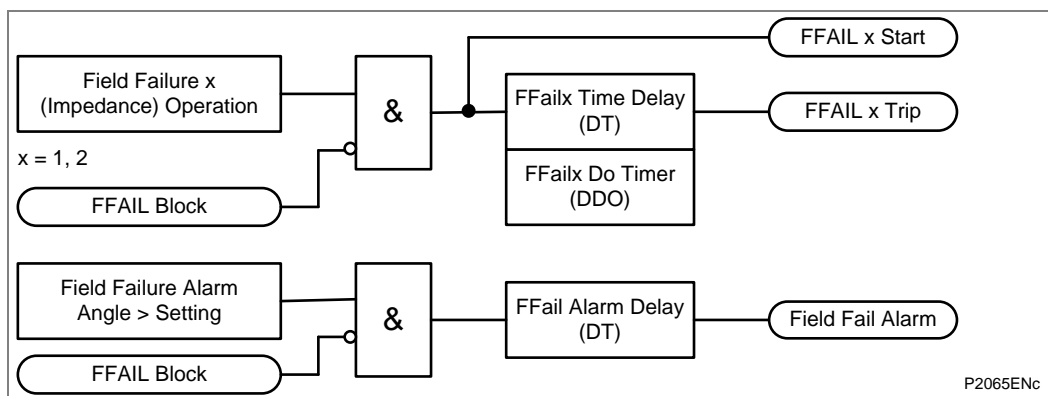 FFAIL x Start
Field Failure x
(Impedance) Operation
&
FFailx Time Delay
(DT)
FFAIL x Trip
x = 1, 2
FFailx Do Timer
(DDO)
FFAIL Block
Field Failure Alarm
Angle > Setting
&
FFail Alarm Delay
(DT)
Field Fail Alarm
FFAIL Block
P2065ENc